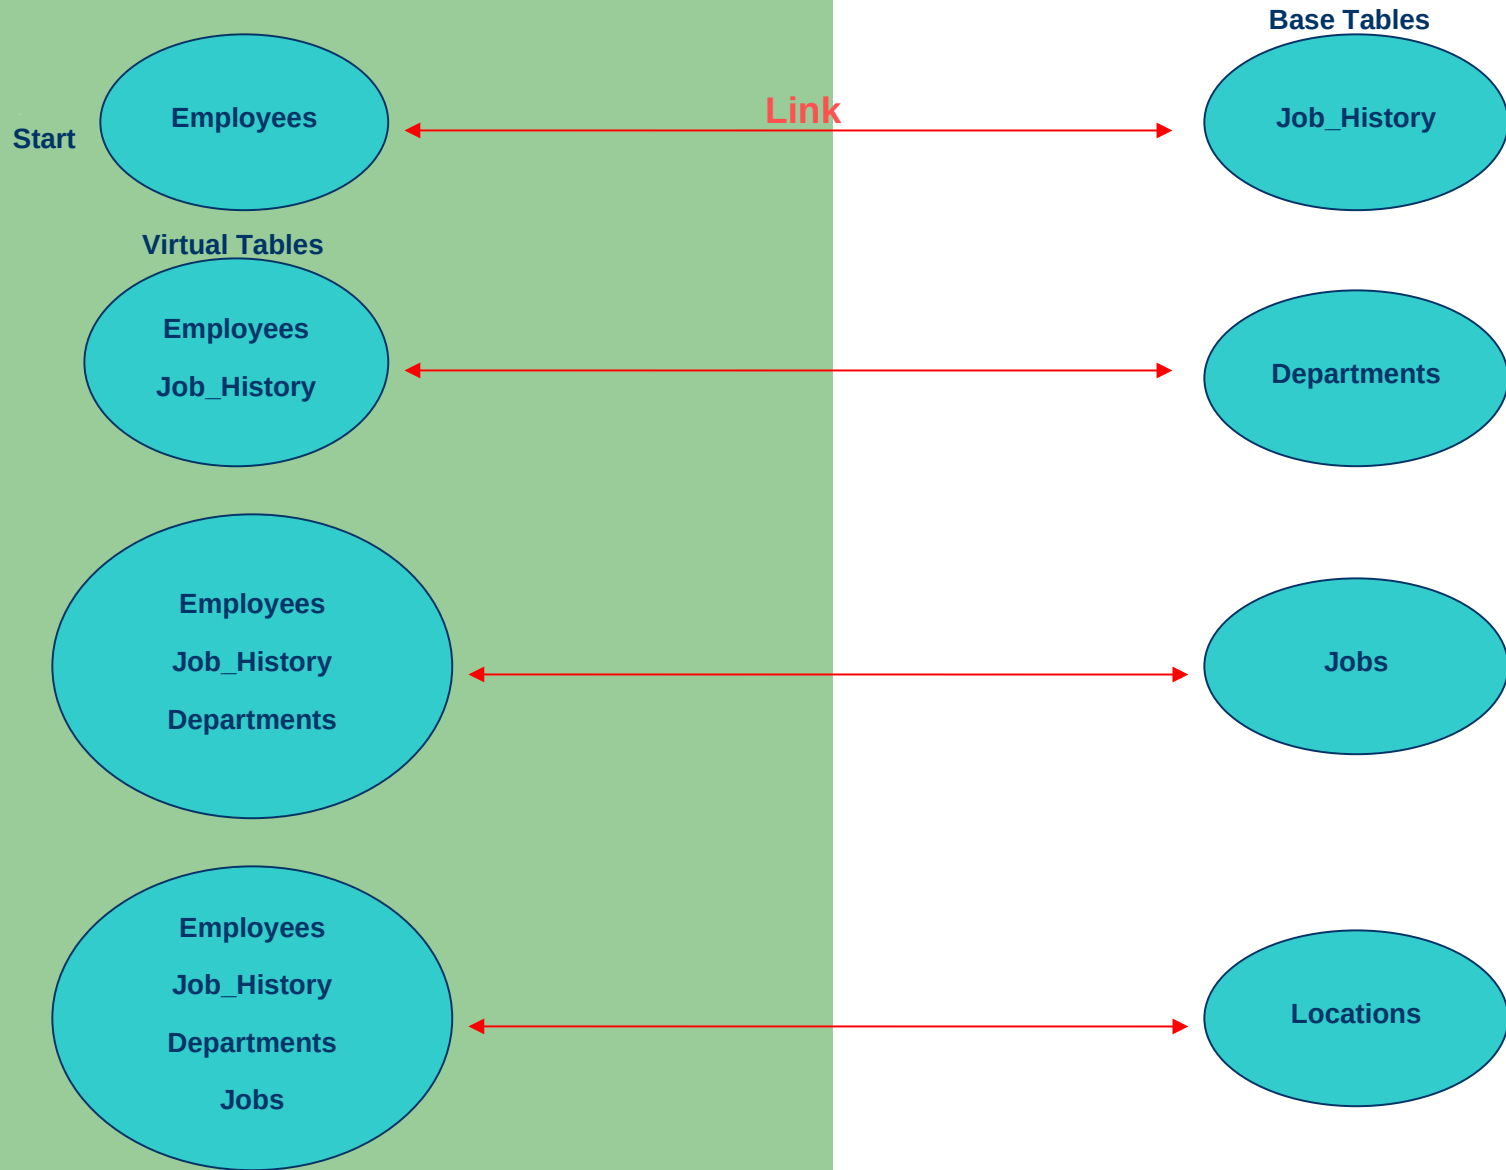 Base Tables
Employees
Link
Job_History
Start
Virtual Tables
Employees
Job_History
Departments
Employees
Job_History
Departments
Jobs
Employees
Job_History
Departments
Jobs
Locations